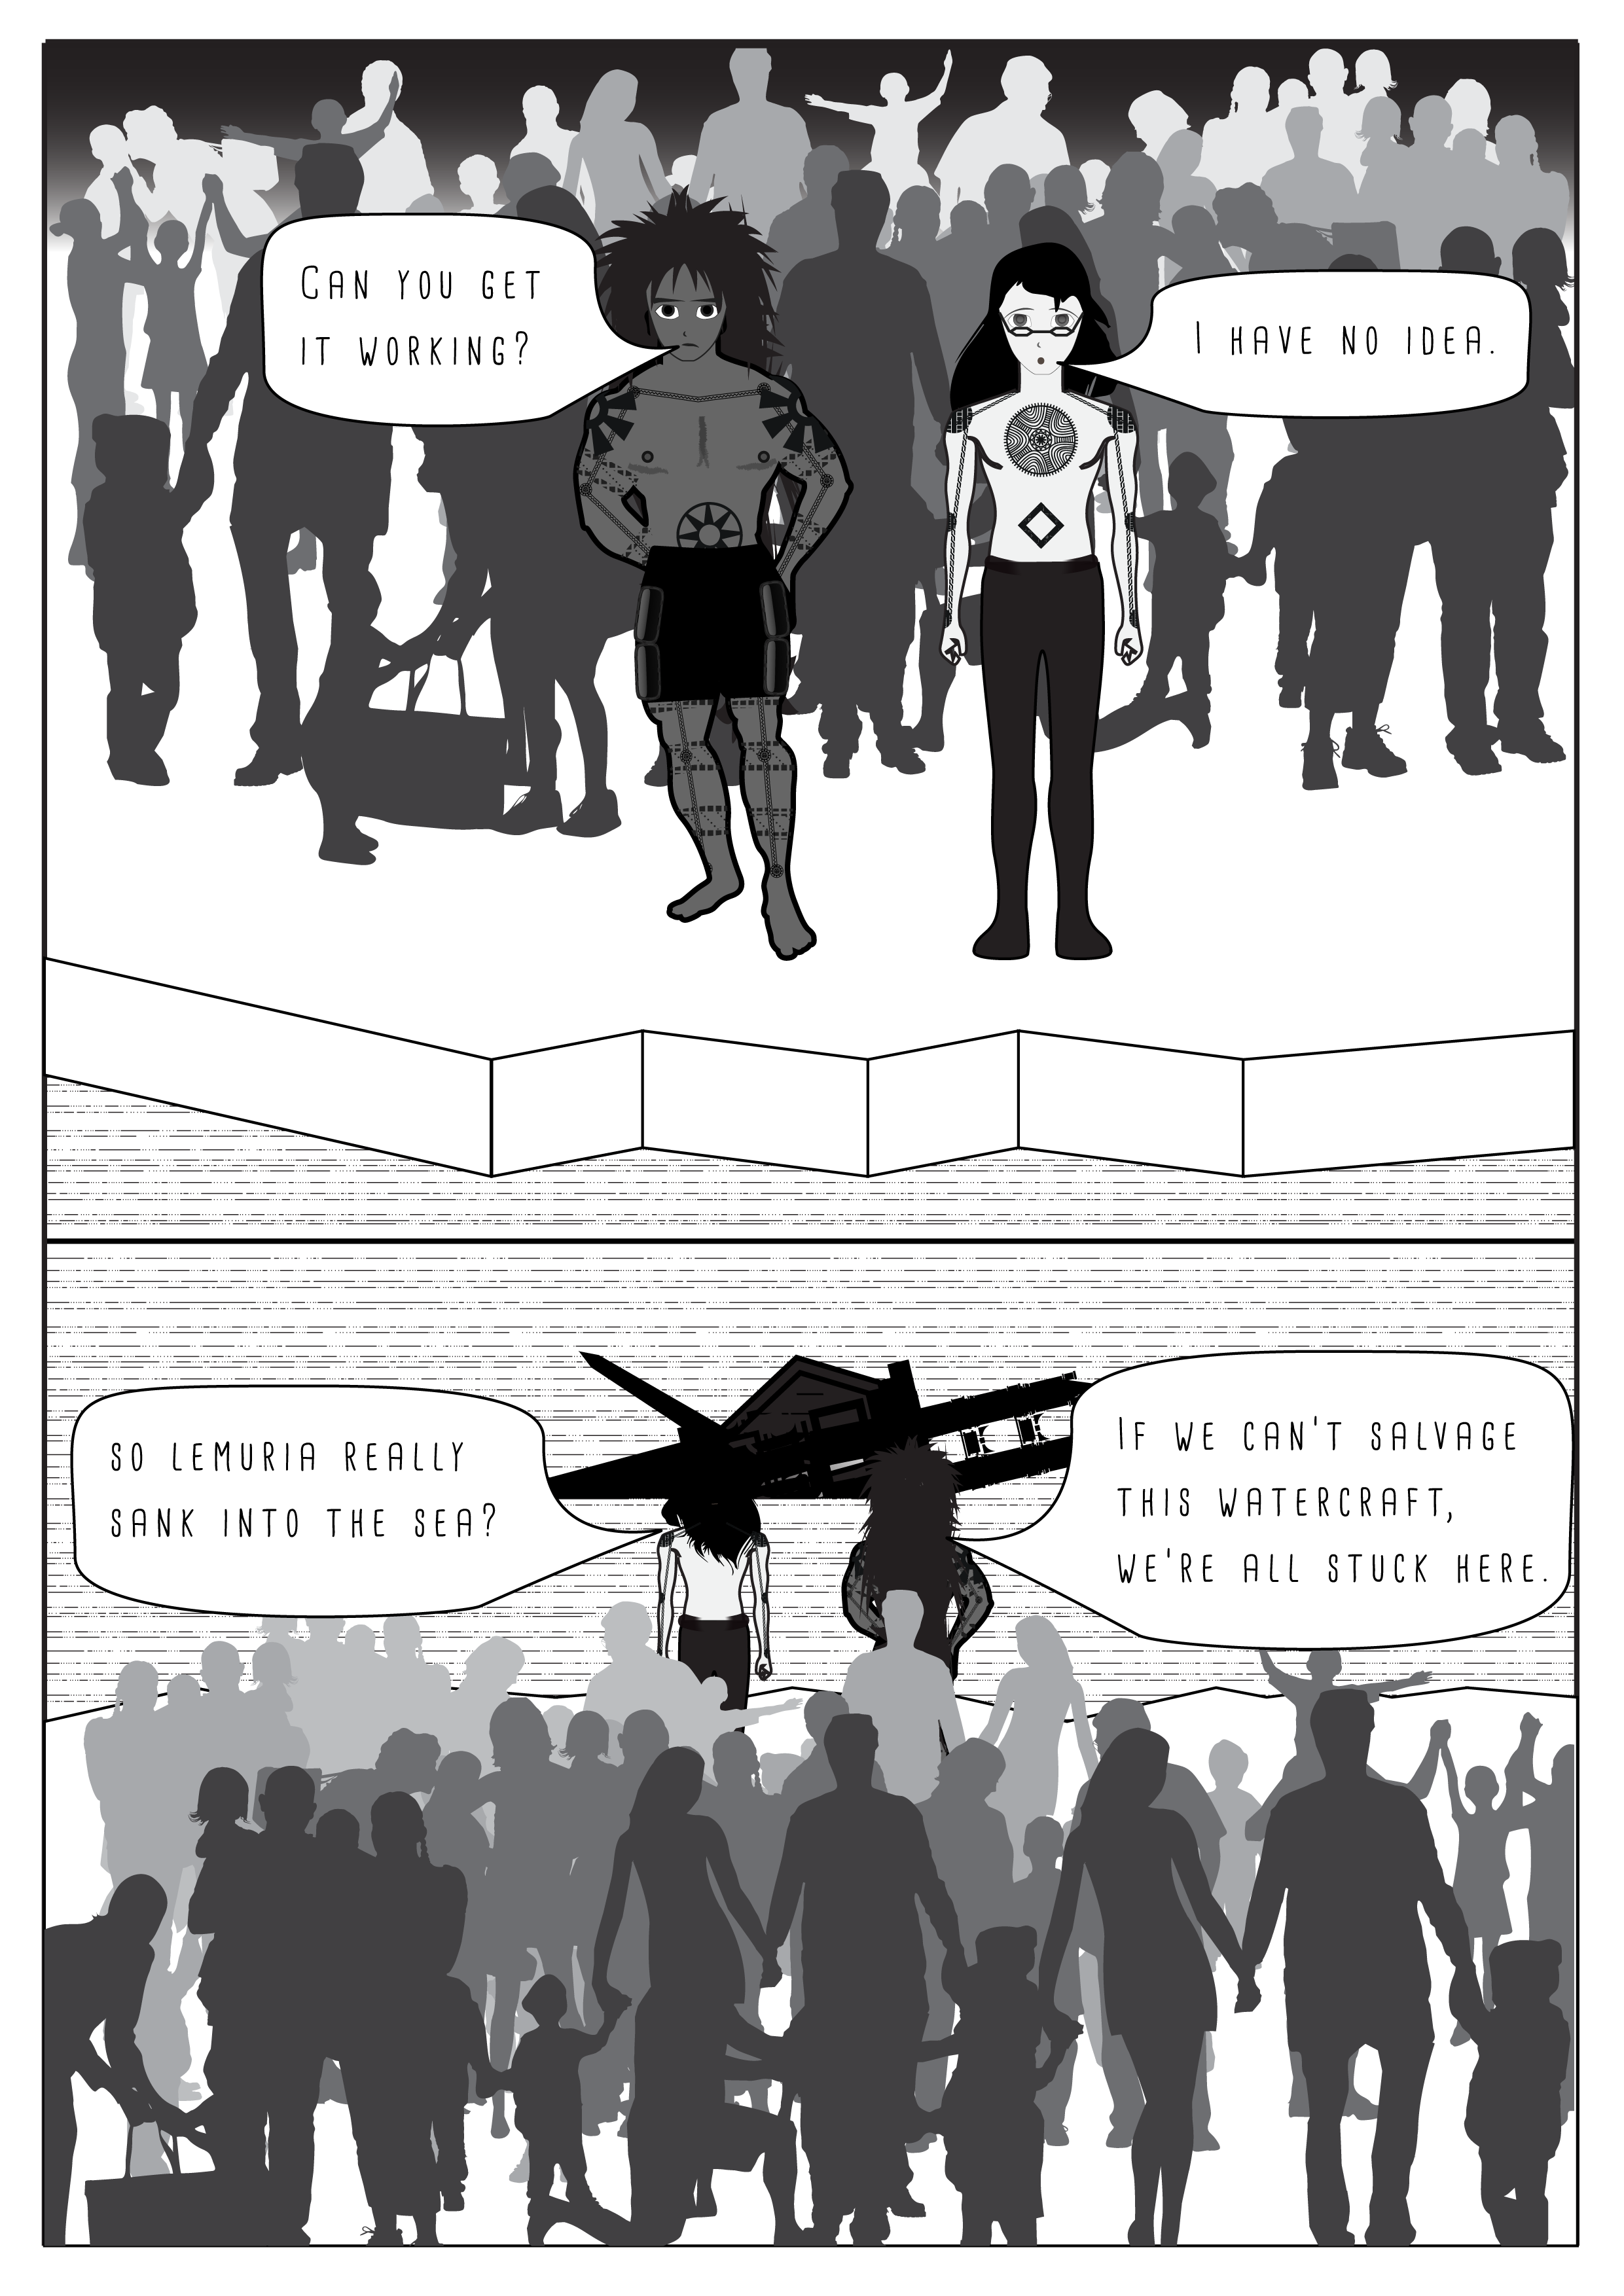 Can you get
it working?
I have no idea.
so Lemuria really
sank into the sea?
If we can't salvage
this watercraft,
we're all stuck here.